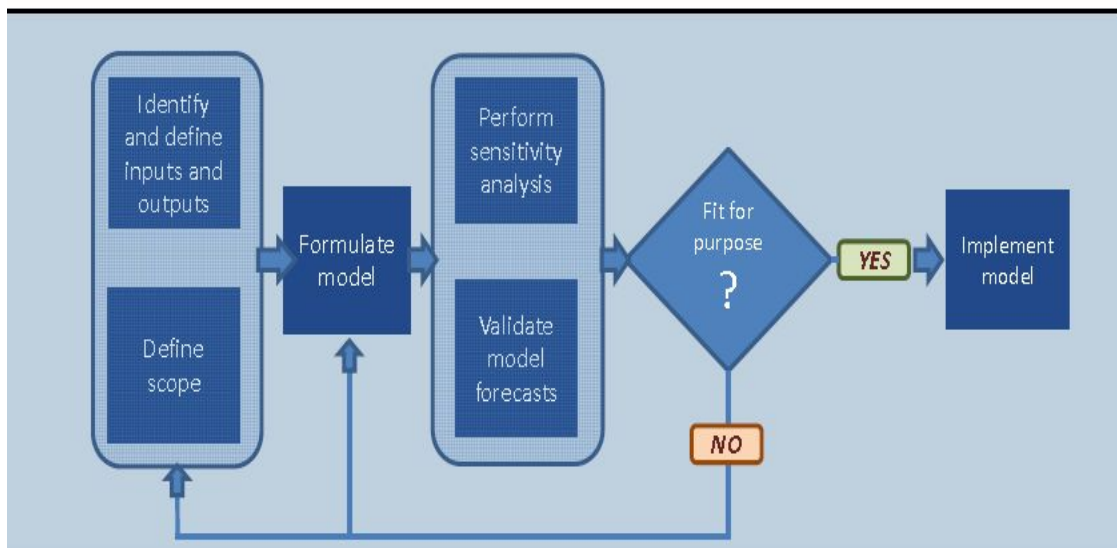 Identify
and define
inputs and
outputs
Define
scope
Formulate
model
Perform
sensitivity
analysis
Validate
model
forecasts
Fit for
purpose
?
YES
NO
Implement
model